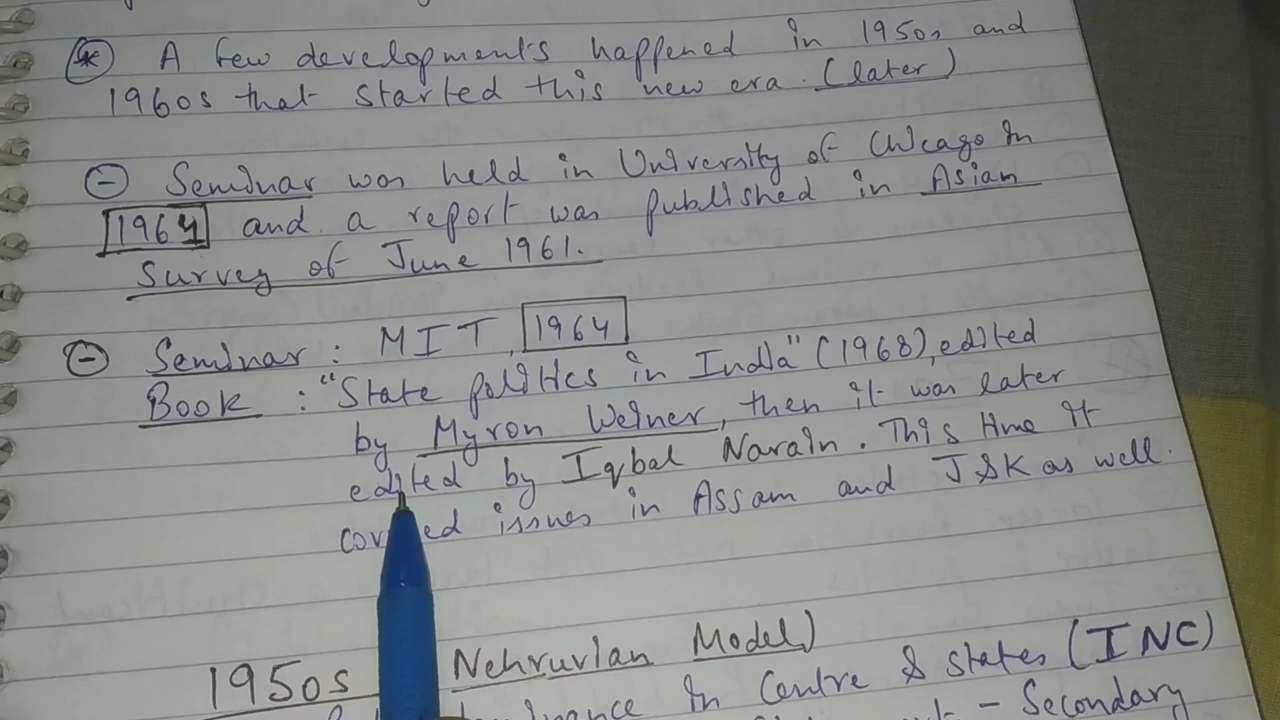 A few developments happened in 1950s and
1960s that started this new era. (later)
Seminar was held in University of Chicago in
1964 and a report was published in Asian
Survey of June 1961.
Seminar : MIT, 1964
Book : "State politics in India" (1968), edited
by Myron Weiner, then it was later
edited by Iqbal Narain. This time it
covered issues in Assam and J&K as well.
1950s Nehruvian Model)
in Centre & states (INC)
- Secondary